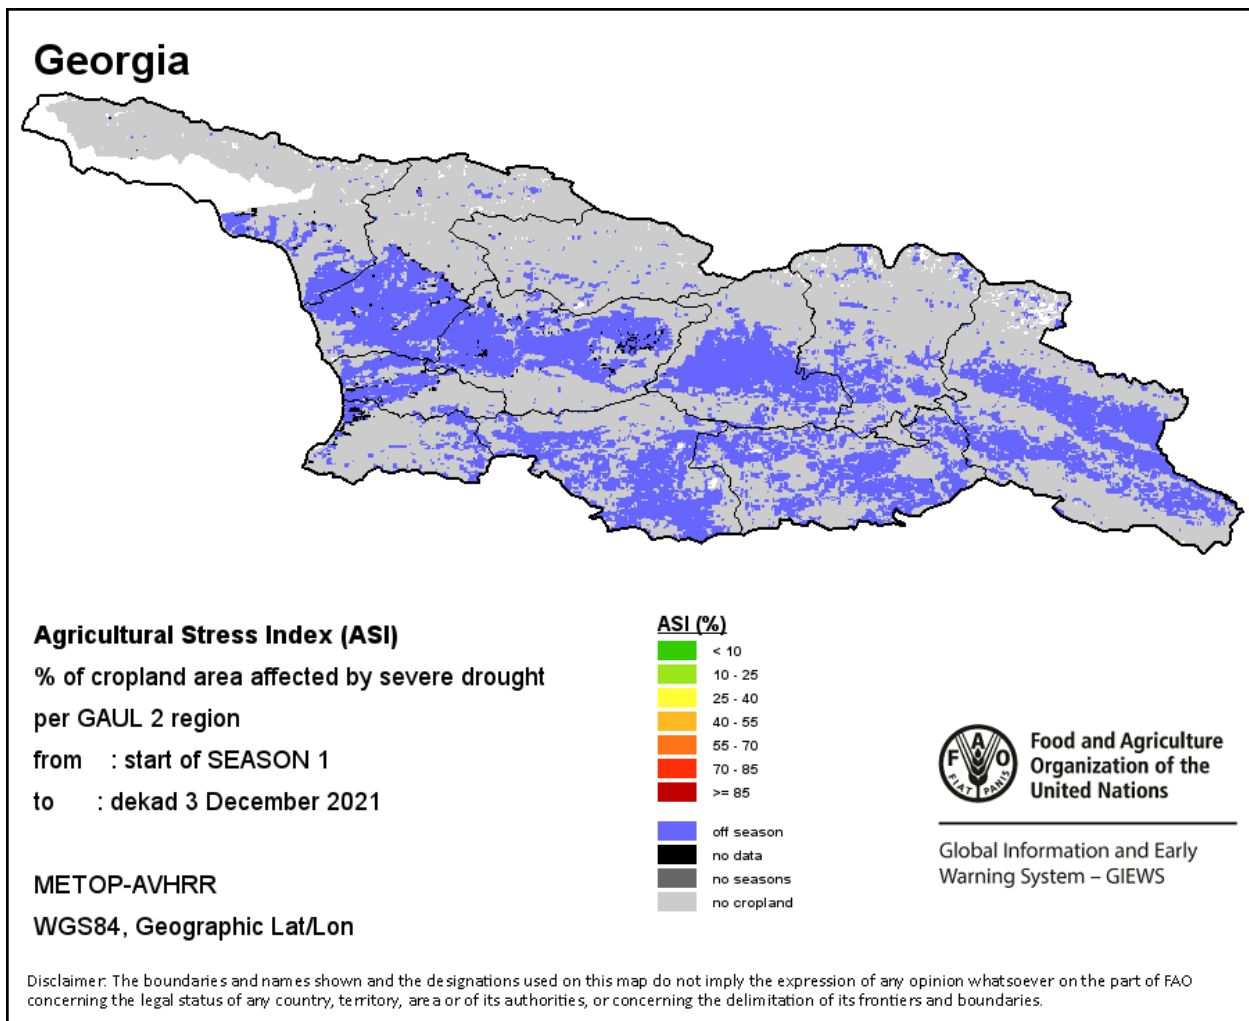 Georgia
Agricultural Stress Index (ASI)
% of cropland area affected by severe drought
per GAUL 2 region
from : start of SEASON 1
to : dekad 3 December 2021
METOP-AVHRR
WGS84, Geographic Lat/Lon
ASI (%)
< 10
10 - 25
25 - 40
40 - 55
55 - 70
70 - 85
>= 85
off season
no data
no seasons
no cropland
F A O
FIAT PANIS
Food and Agriculture
Organization of the
United Nations
Global Information and Early
Warning System – GIEWS
Disclaimer: The boundaries and names shown and the designations used on this map do not imply the expression of any opinion whatsoever on the part of FAO
concerning the legal status of any country, territory, area or of its authorities, or concerning the delimitation of its frontiers and boundaries.